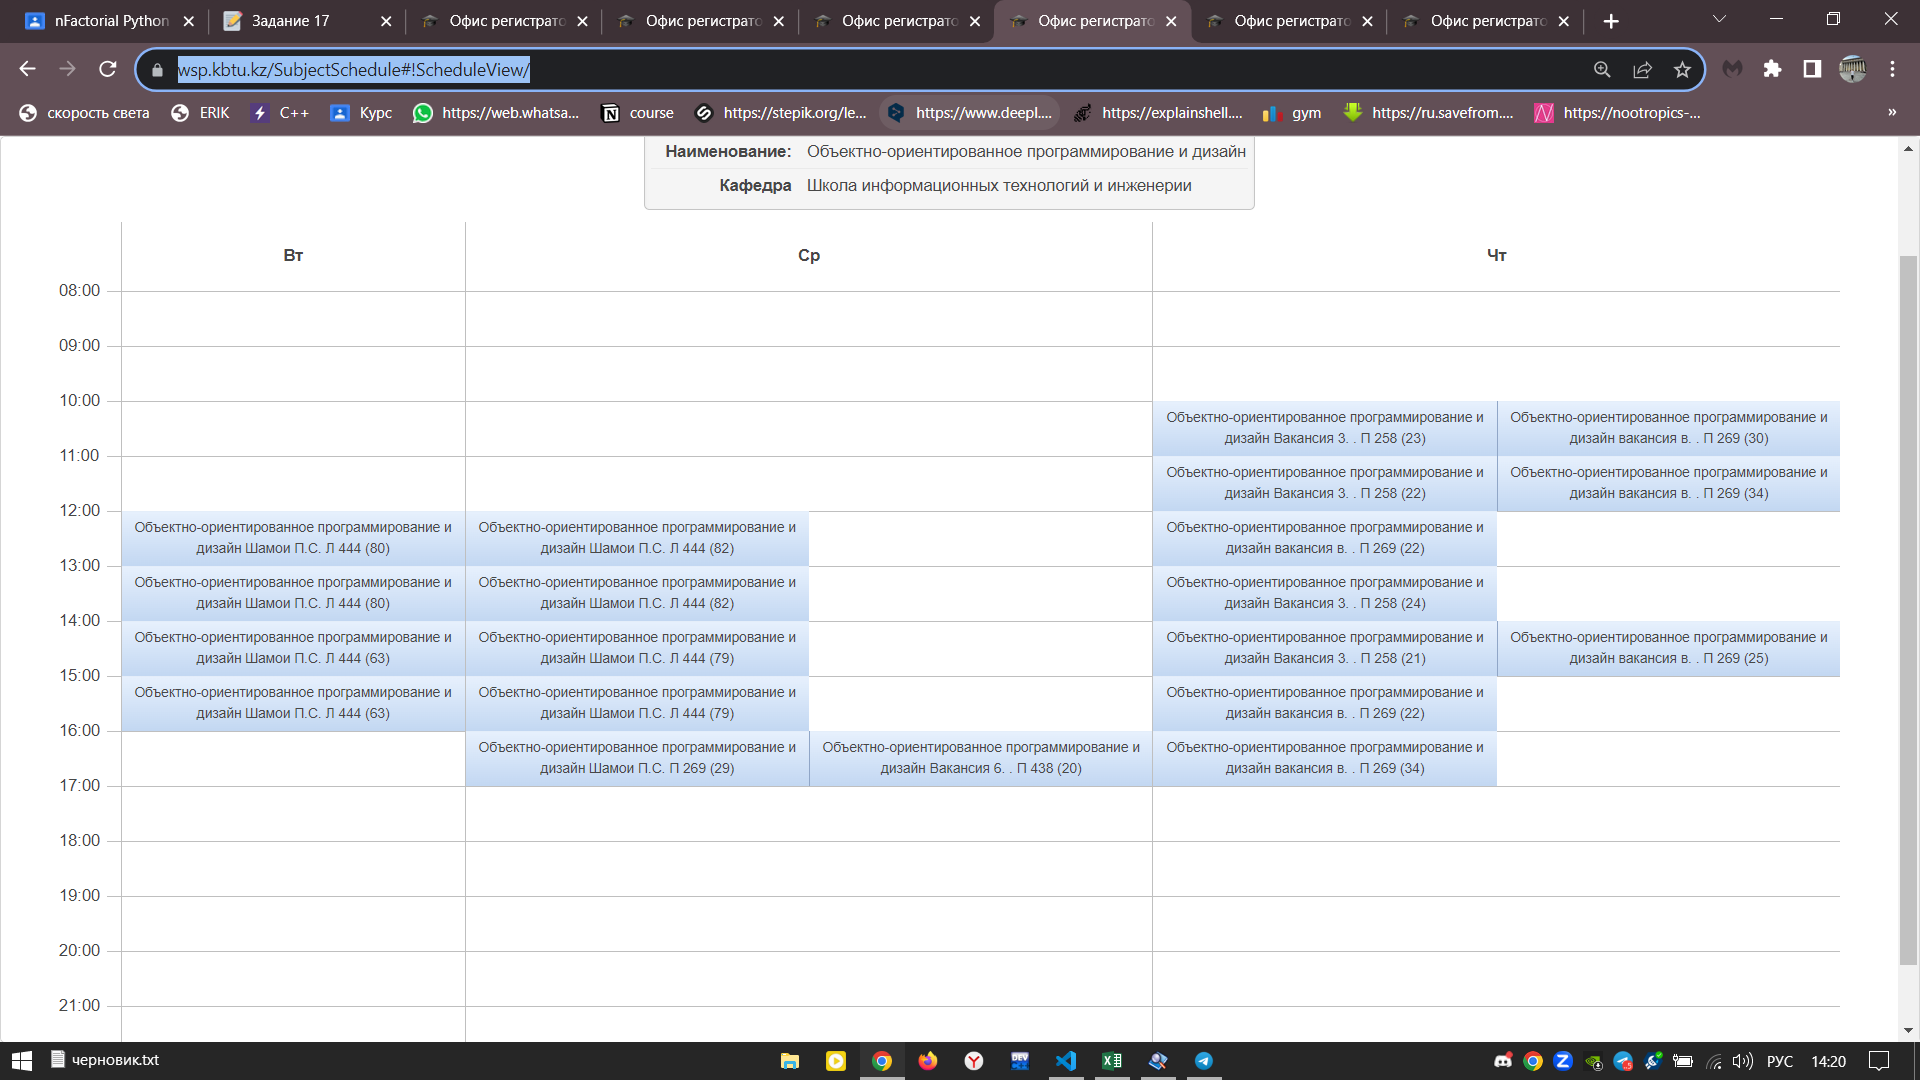 nFactorial Python
Задание 17
Офис регистрато
Офис регистрато
Офис регистрато
Офис регистрато
Офис регистрато
Офис регистрато
wsp.kbtu.kz/SubjectSchedule#!ScheduleView/
скорость света
ERIK
C++
Курс
https://web.whatsa...
course
https://stepik.org/le...
https://www.deepl....
https://explainshell....
gym
https://ru.savefrom....
https://nootropics-...
»
Наименование: Объектно-ориентированное программирование и дизайн
Кафедра Школа информационных технологий и инженерии
Вт
Ср
Чт
08:00
09:00
10:00
Объектно-ориентированное программирование и
дизайн Вакансия 3. . П 258 (23)
Объектно-ориентированное программирование и
дизайн вакансия в. . П 269 (30)
11:00
Объектно-ориентированное программирование и
дизайн Вакансия 3. . П 258 (22)
Объектно-ориентированное программирование и
дизайн вакансия в. . П 269 (34)
12:00
Объектно-ориентированное программирование и
дизайн Шамои П.С. Л 444 (80)
Объектно-ориентированное программирование и
дизайн Шамои П.С. Л 444 (82)
Объектно-ориентированное программирование и
дизайн вакансия в. . П 269 (22)
13:00
Объектно-ориентированное программирование и
дизайн Шамои П.С. Л 444 (80)
Объектно-ориентированное программирование и
дизайн Шамои П.С. Л 444 (82)
Объектно-ориентированное программирование и
дизайн Вакансия 3. . П 258 (24)
14:00
Объектно-ориентированное программирование и
дизайн Шамои П.С. Л 444 (63)
Объектно-ориентированное программирование и
дизайн Шамои П.С. Л 444 (79)
Объектно-ориентированное программирование и
дизайн Вакансия 3. . П 258 (21)
Объектно-ориентированное программирование и
дизайн вакансия в. . П 269 (25)
15:00
Объектно-ориентированное программирование и
дизайн Шамои П.С. Л 444 (63)
Объектно-ориентированное программирование и
дизайн Шамои П.С. Л 444 (79)
Объектно-ориентированное программирование и
дизайн вакансия в. . П 269 (22)
16:00
Объектно-ориентированное программирование и
дизайн Шамои П.С. П 269 (29)
Объектно-ориентированное программирование и
дизайн Вакансия 6. . П 438 (20)
Объектно-ориентированное программирование и
дизайн вакансия в. . П 269 (34)
17:00
18:00
19:00
20:00
21:00
черновик.txt
DEV
РУС
14:20